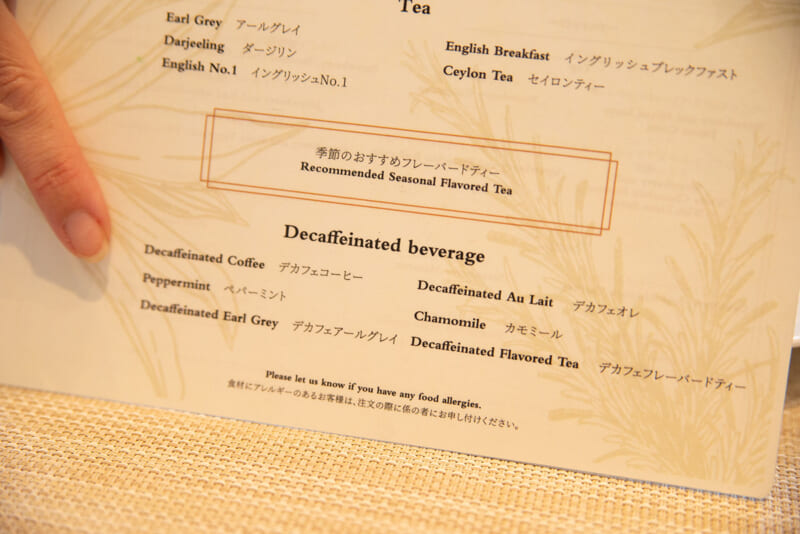 Tea
Earl Grey アールグレイ
Darjeeling ダージリン
English No.1 イングリッシュNo.1
English Breakfast イングリッシュブレックファスト
Ceylon Tea セイロンティー
季節のおすすめフレーバードティー
Recommended Seasonal Flavored Tea
Decaffeinated beverage
Decaffeinated Coffee デカフェコーヒー
Peppermint ペパーミント
Decaffeinated Earl Grey デカフェアールグレイ
Decaffeinated Au Lait デカフェオレ
Chamomile カモミール
Decaffeinated Flavored Tea デカフェフレーバードティー
Please let us know if you have any food allergies.
食材にアレルギーのあるお客様は、注文の際に係の者にお申し付けください。